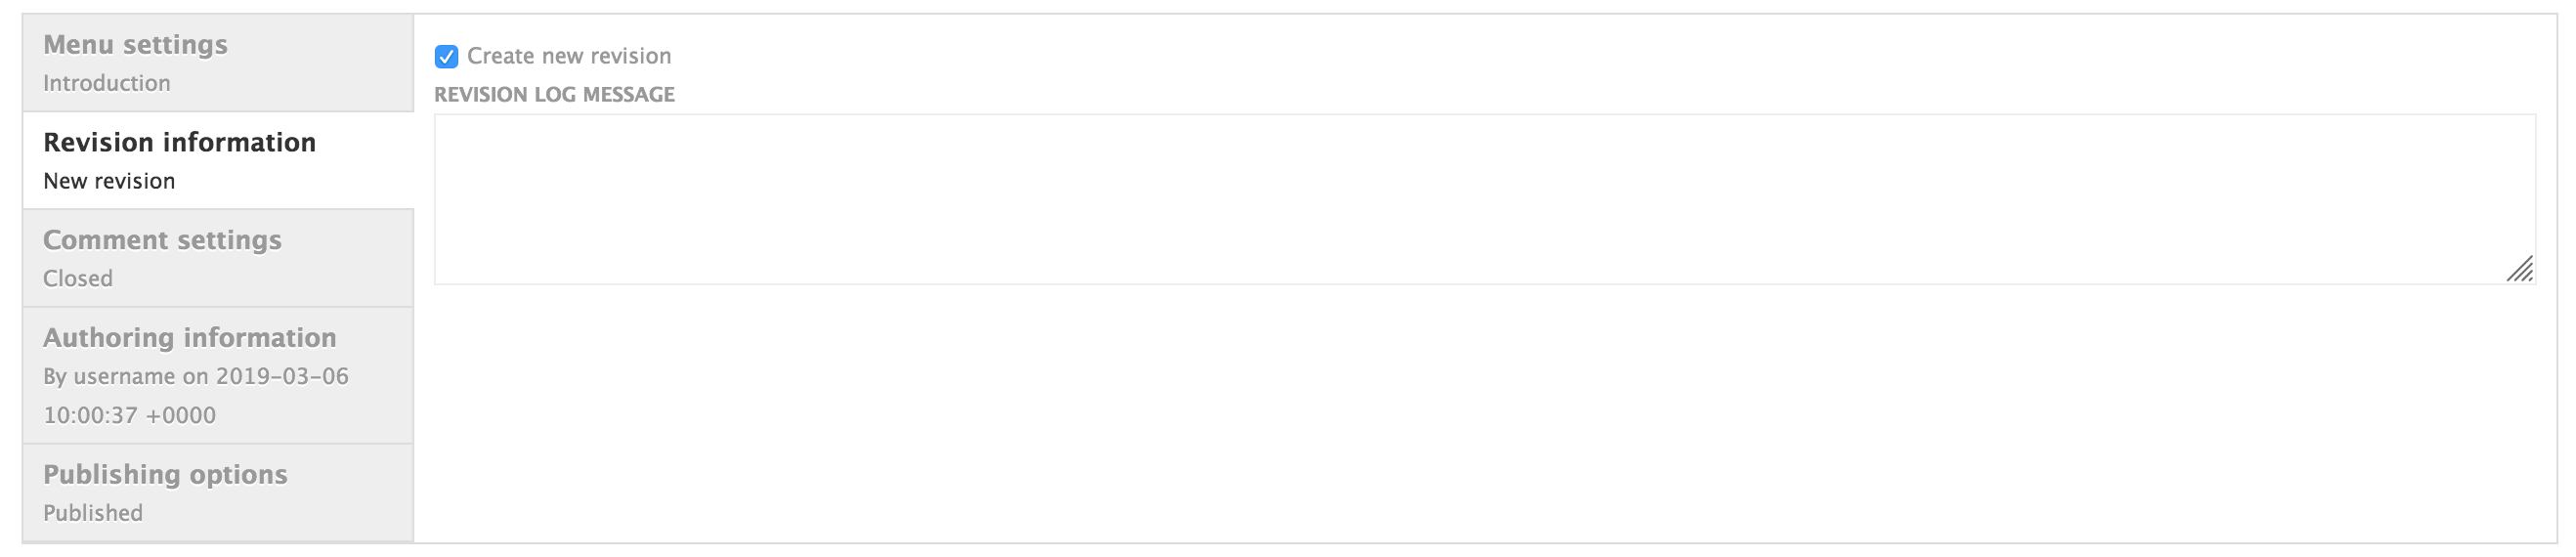 Menu settings
Introduction
Revision information
New revision
Comment settings
Closed
Authoring information
By username on 2019-03-06
10:00:37 +0000
Publishing options
Published
Create new revision
REVISION LOG MESSAGE